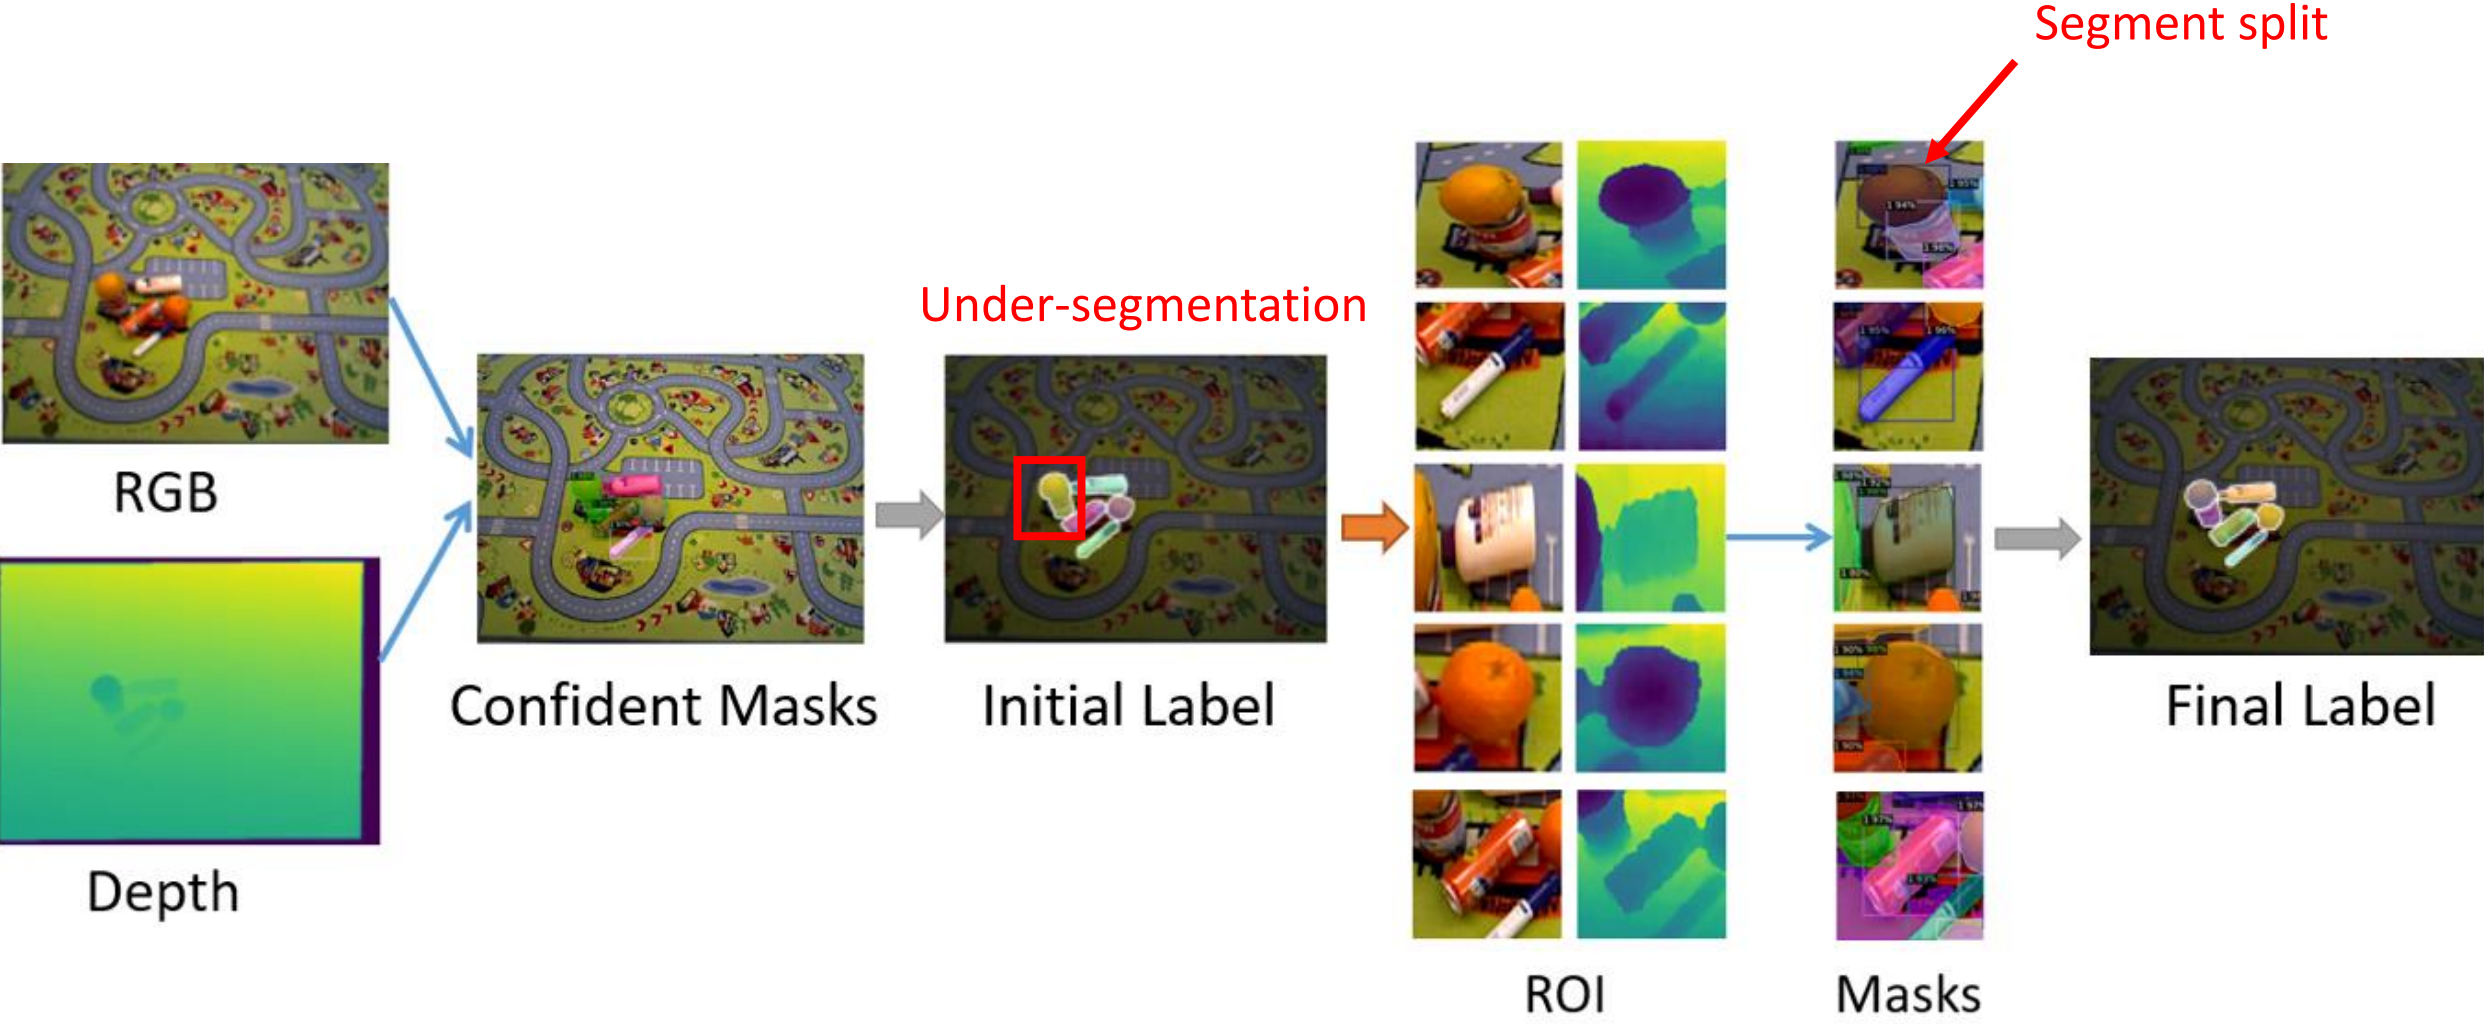 Segment split
Under-segmentation
RGB
Confident Masks
Initial Label
Final Label
Depth
ROI
Masks